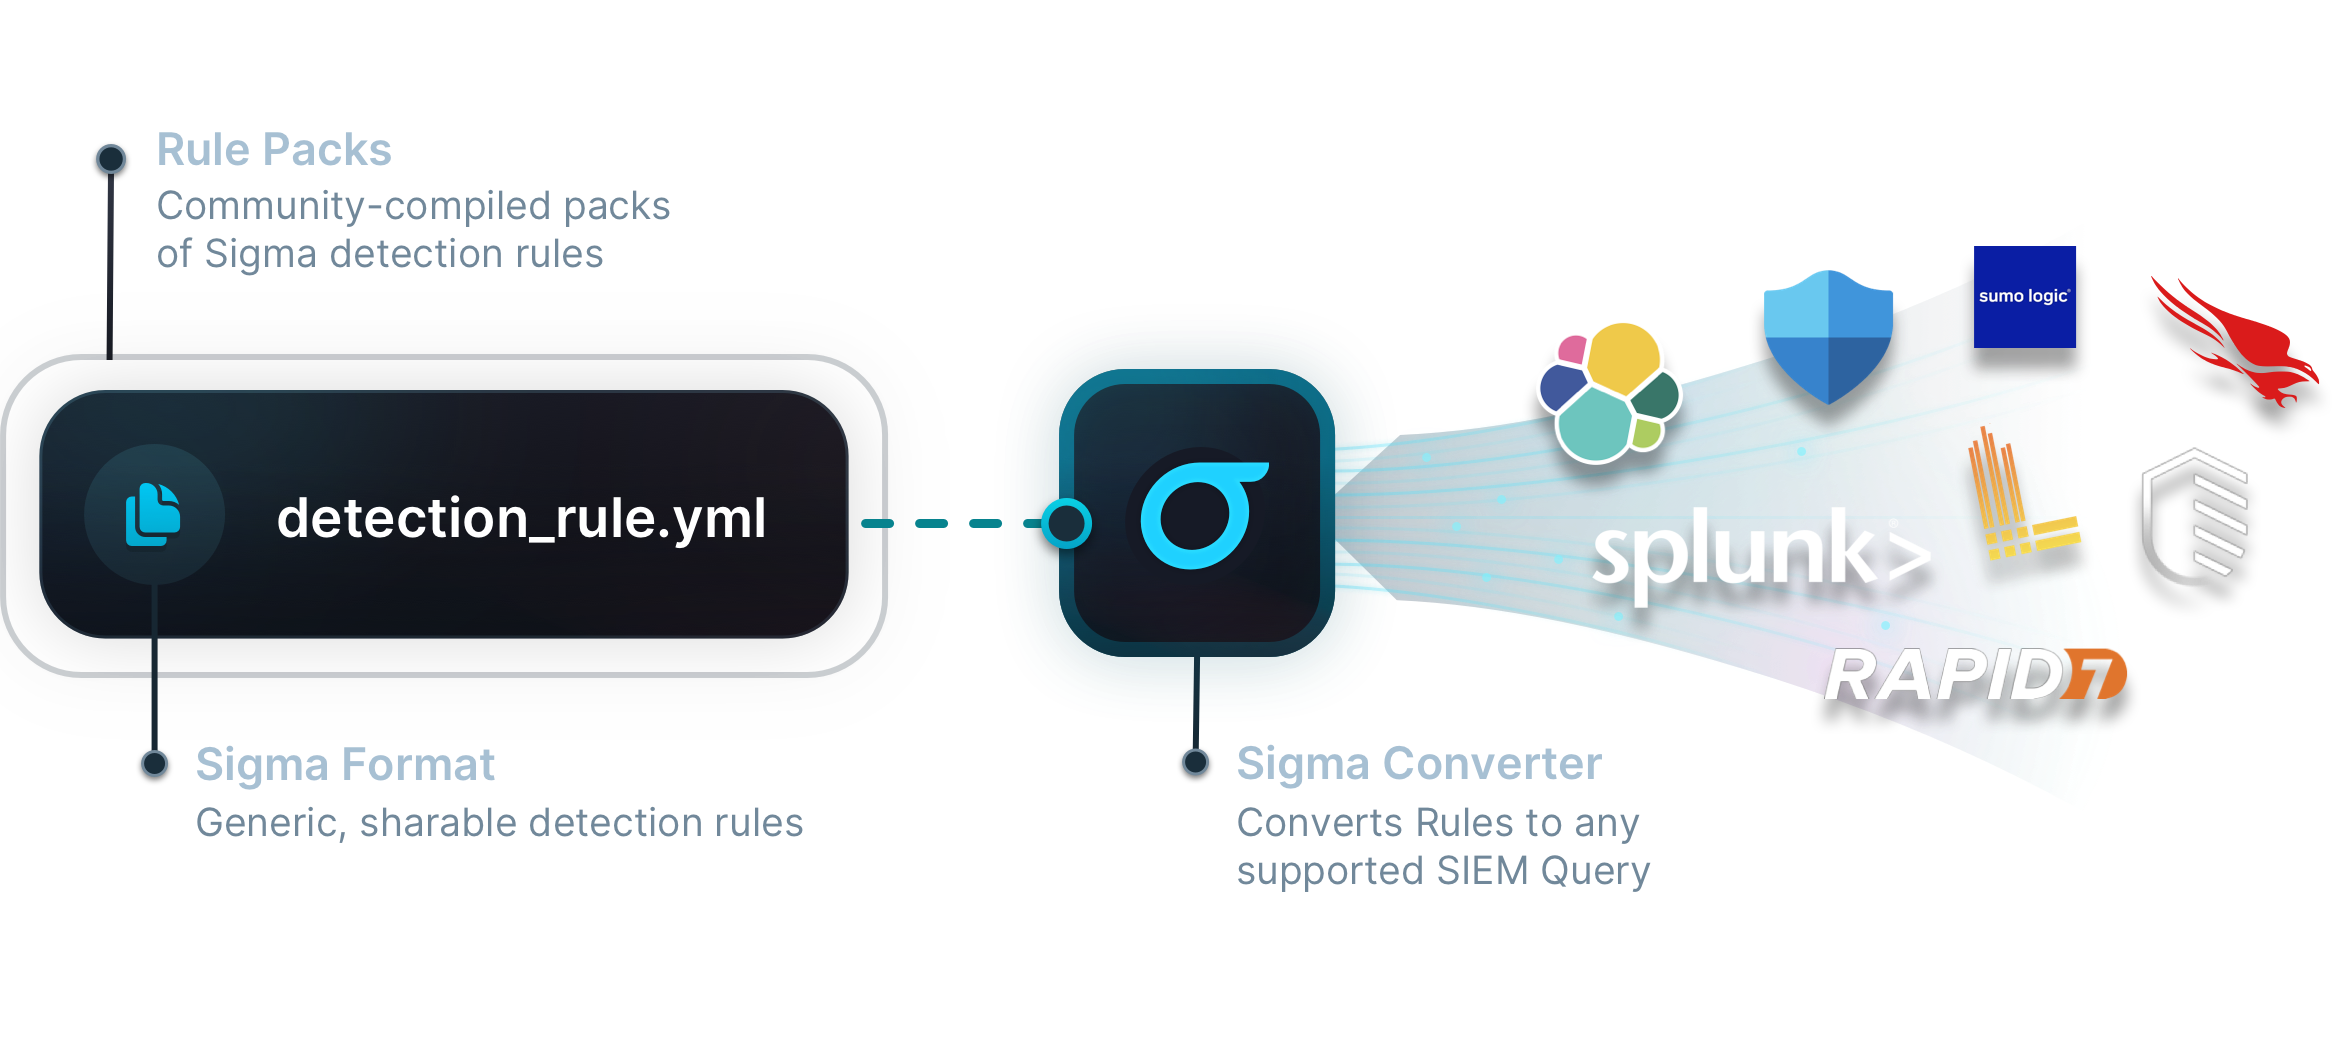 Rule Packs
Community-compiled packs
of Sigma detection rules
detection_rule.yml
Sigma Format
Generic, sharable detection rules
Sigma Converter
Converts Rules to any
supported SIEM Query
sumo logic
splunk>
RAPID7